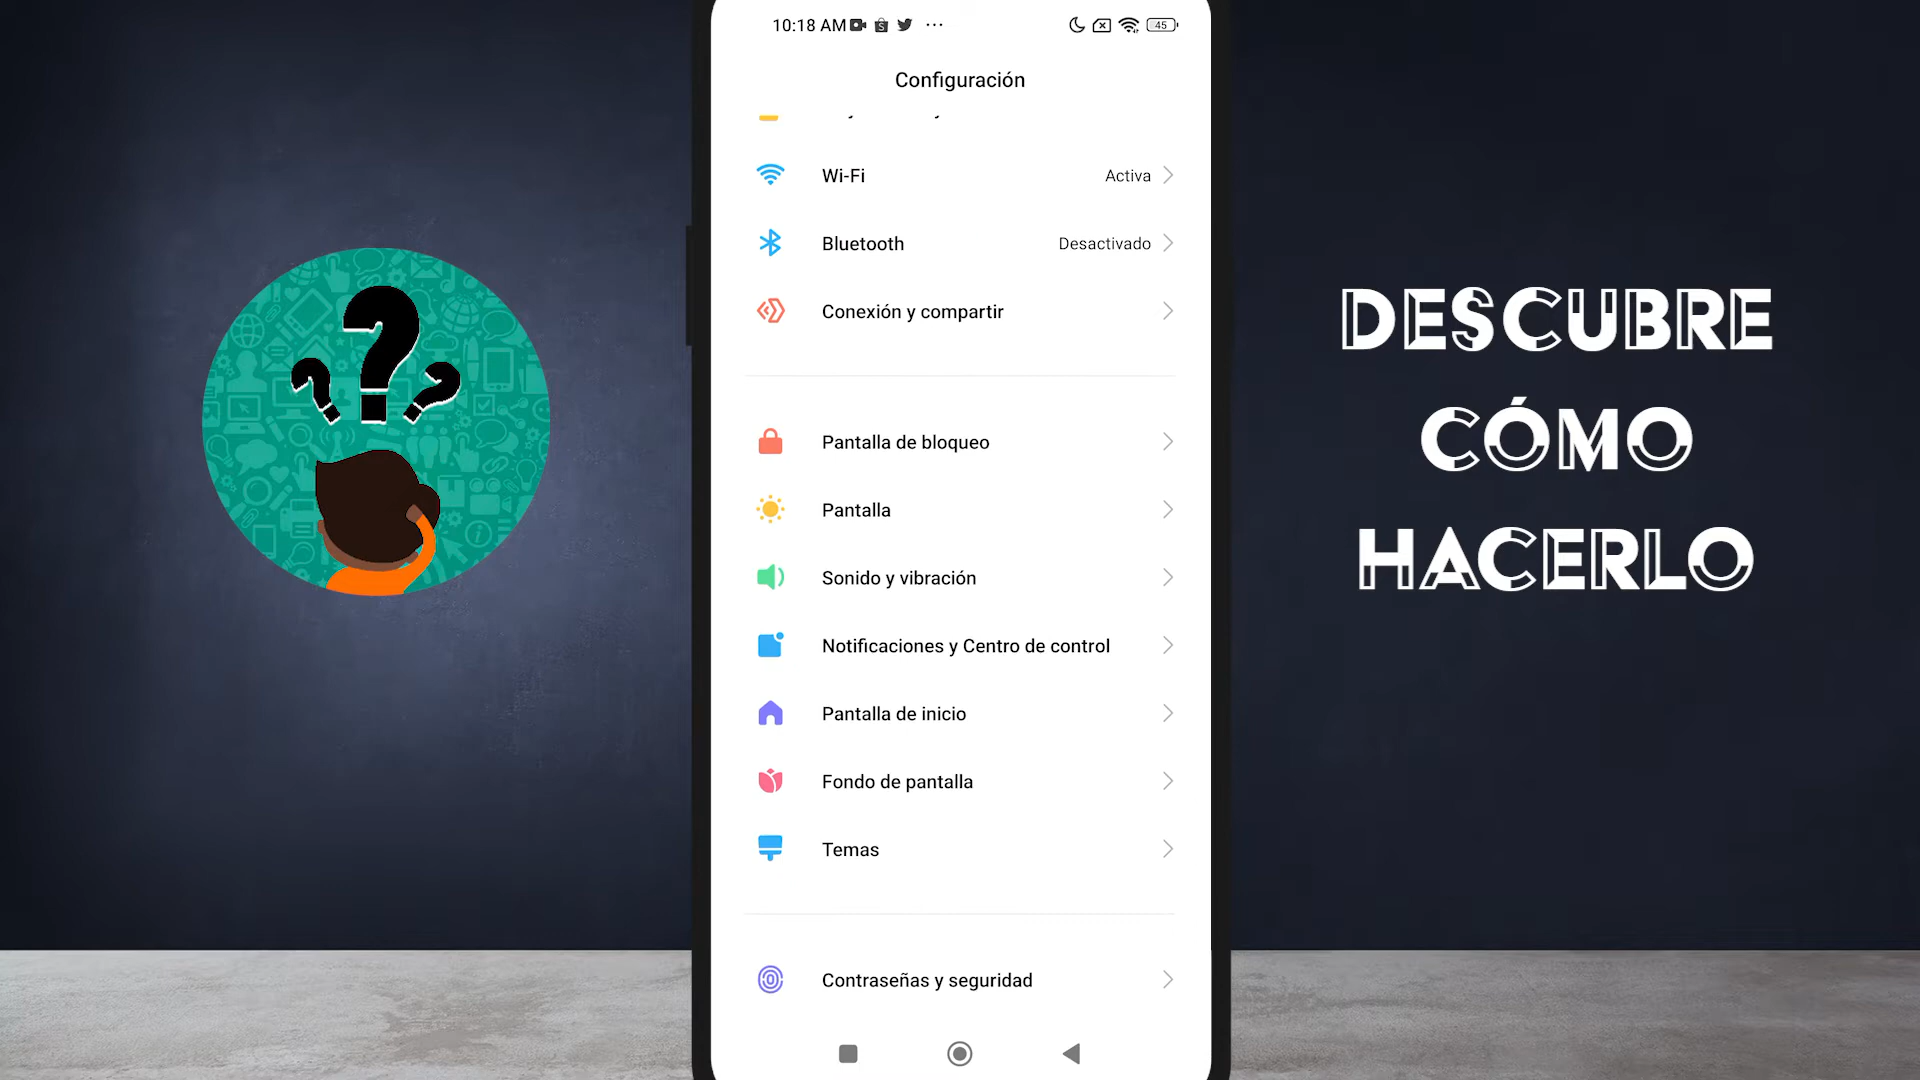 10:18 AM
45
Configuración
Wi-Fi
Activa
Bluetooth
Desactivado
Conexión y compartir
Pantalla de bloqueo
Pantalla
Sonido y vibración
Notificaciones y Centro de control
Pantalla de inicio
Fondo de pantalla
Temas
Contraseñas y seguridad
DESCUBRE
CÓMO
HACERLO